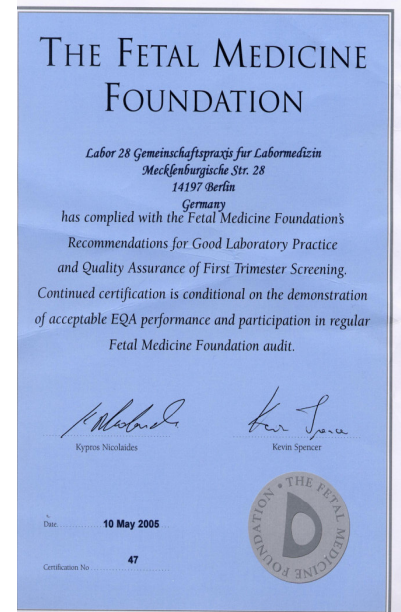 THE FETAL MEDICINE
FOUNDATION
Labor 28 Gemeinschaftspraxis fur Labormedizin
Mecklenburgische Str. 28
14197 Berlin
Germany
has complied with the Fetal Medicine Foundation's
Recommendations for Good Laboratory Practice
and Quality Assurance of First Trimester Screening.
Continued certification is conditional on the demonstration
of acceptable EQA performance and participation in regular
Fetal Medicine Foundation audit.
Kypros Nicolaides
Kevin Spencer
Date 10 May 2005
Certification No 47
THE FETAL MEDICINE FOUNDATION